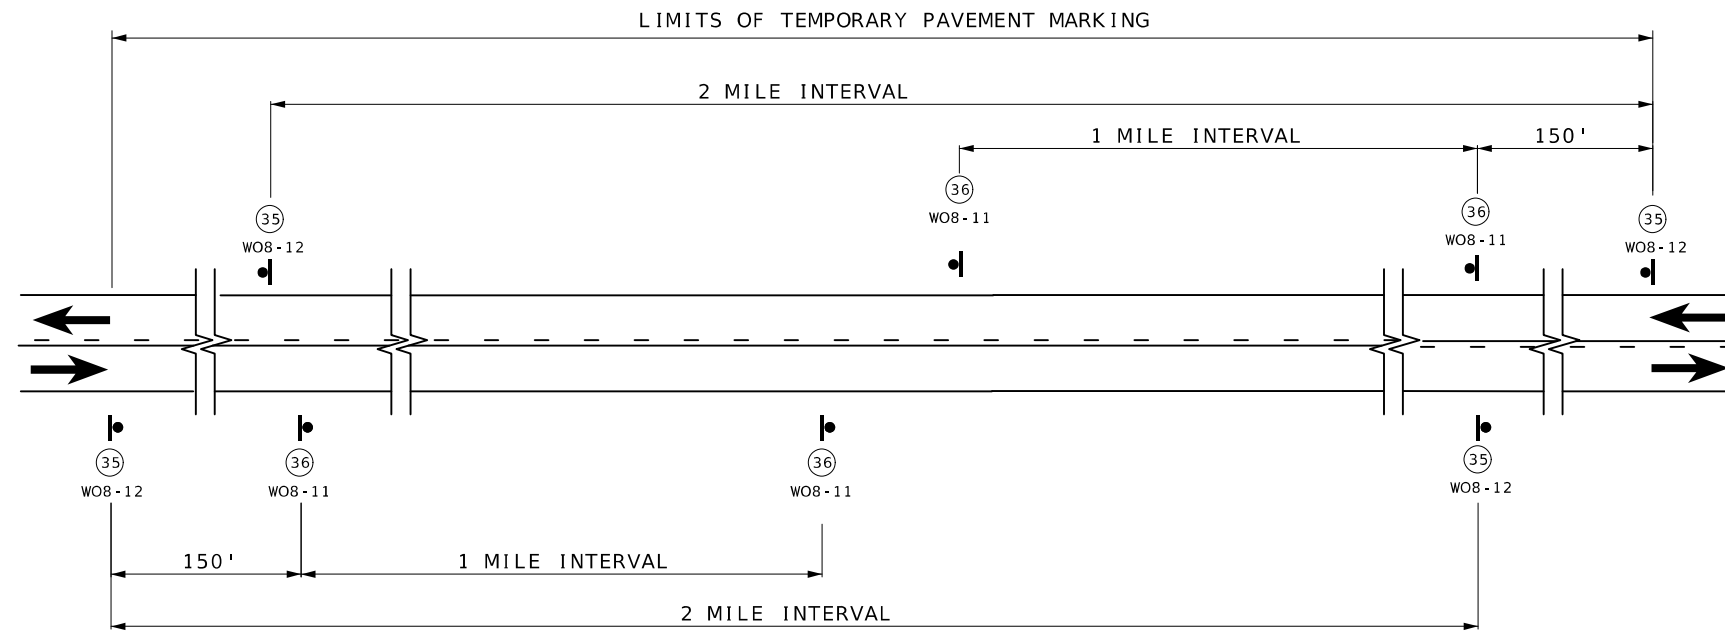 LIMITS OF TEMPORARY PAVEMENT MARKING
2 MILE INTERVAL
1 MILE INTERVAL 150'
36
WO8-11
35
WO8-12
36
WO8-11
35
WO8-12
35
WO8-12
36
WO8-11
36
WO8-11
35
WO8-12
150' 1 MILE INTERVAL
2 MILE INTERVAL